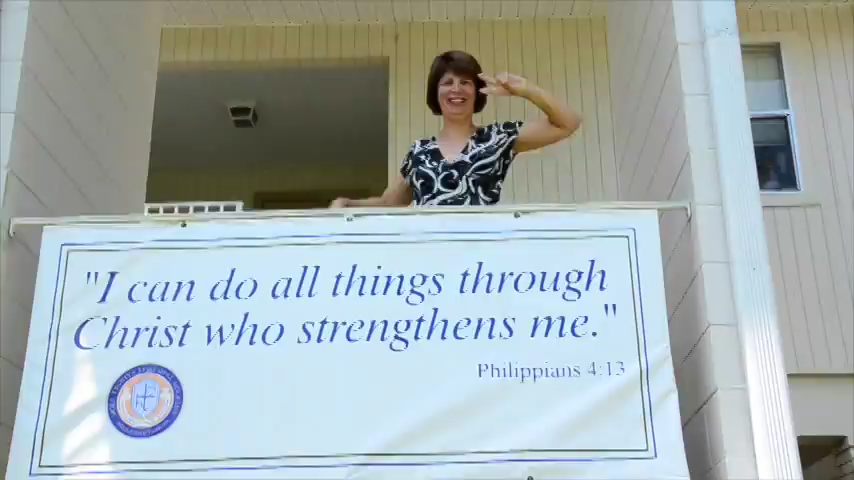 "I can do all things through
Christ who strengthens me."
Philippians 4:13